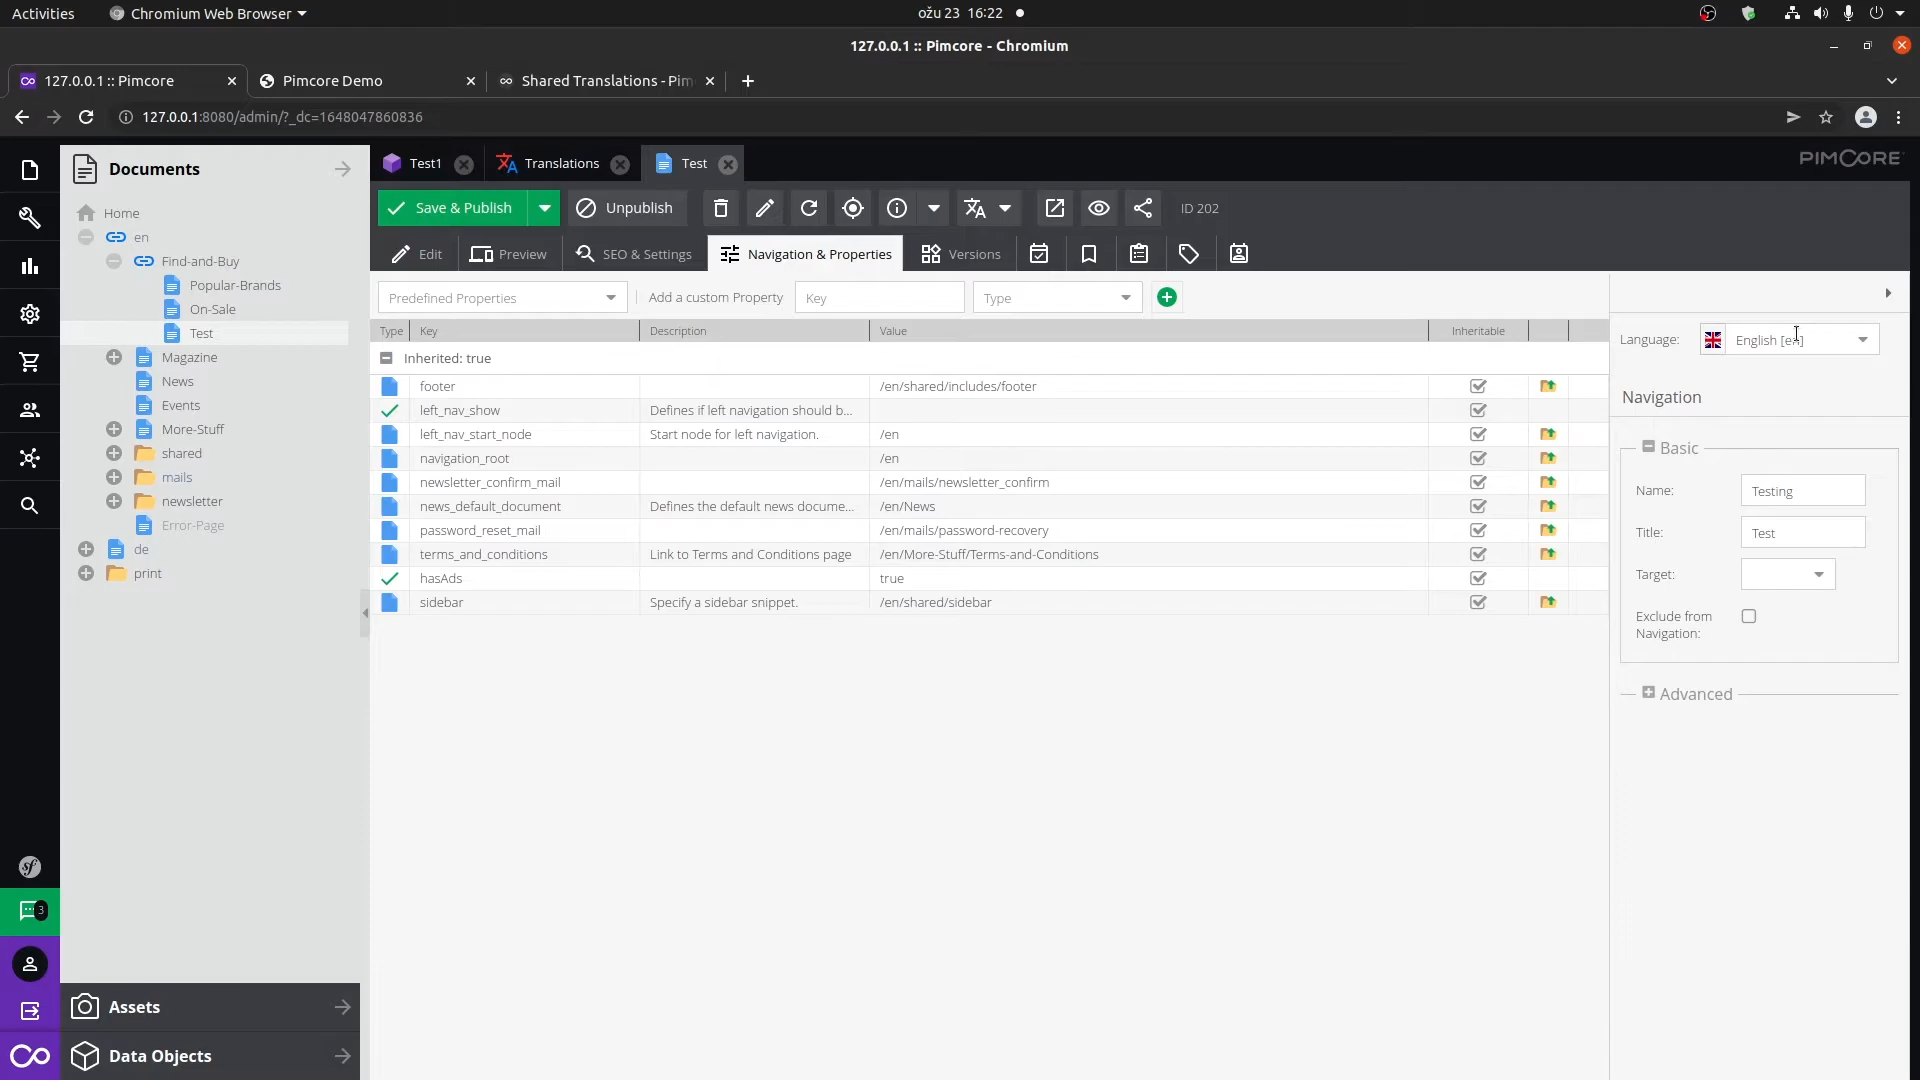 Activities
Chromium Web Browser
ožu 23 16:22
127.0.0.1 :: Pimcore - Chromium
127.0.0.1 :: Pimcore
Pimcore Demo
Shared Translations - Pim
127.0.0.1:8080/admin/?_dc=1648047860836
Documents
Home
en
Find-and-Buy
Popular-Brands
On-Sale
Test
Magazine
News
Events
More-Stuff
shared
mails
newsletter
Error-Page
de
print
3
Assets
Data Objects
Test1
Translations
Test
PIMCORE
Save & Publish
Unpublish
ID 202
Edit
Preview
SEO & Settings
Navigation & Properties
Versions
Predefined Properties
Add a custom Property
Key
Type
Type Key Description Value Inheritable
Inherited: true
footer /en/shared/includes/footer
left_nav_show Defines if left navigation should b...
left_nav_start_node Start node for left navigation. /en
navigation_root /en
newsletter_confirm_mail /en/mails/newsletter_confirm
news_default_document Defines the default news docume... /en/News
password_reset_mail /en/mails/password-recovery
terms_and_conditions Link to Terms and Conditions page /en/More-Stuff/Terms-and-Conditions
hasAds true
sidebar Specify a sidebar snippet. /en/shared/sidebar
Language: English [en]
Navigation
Basic
Name: Testing
Title: Test
Target:
Exclude from
Navigation:
Advanced
sf